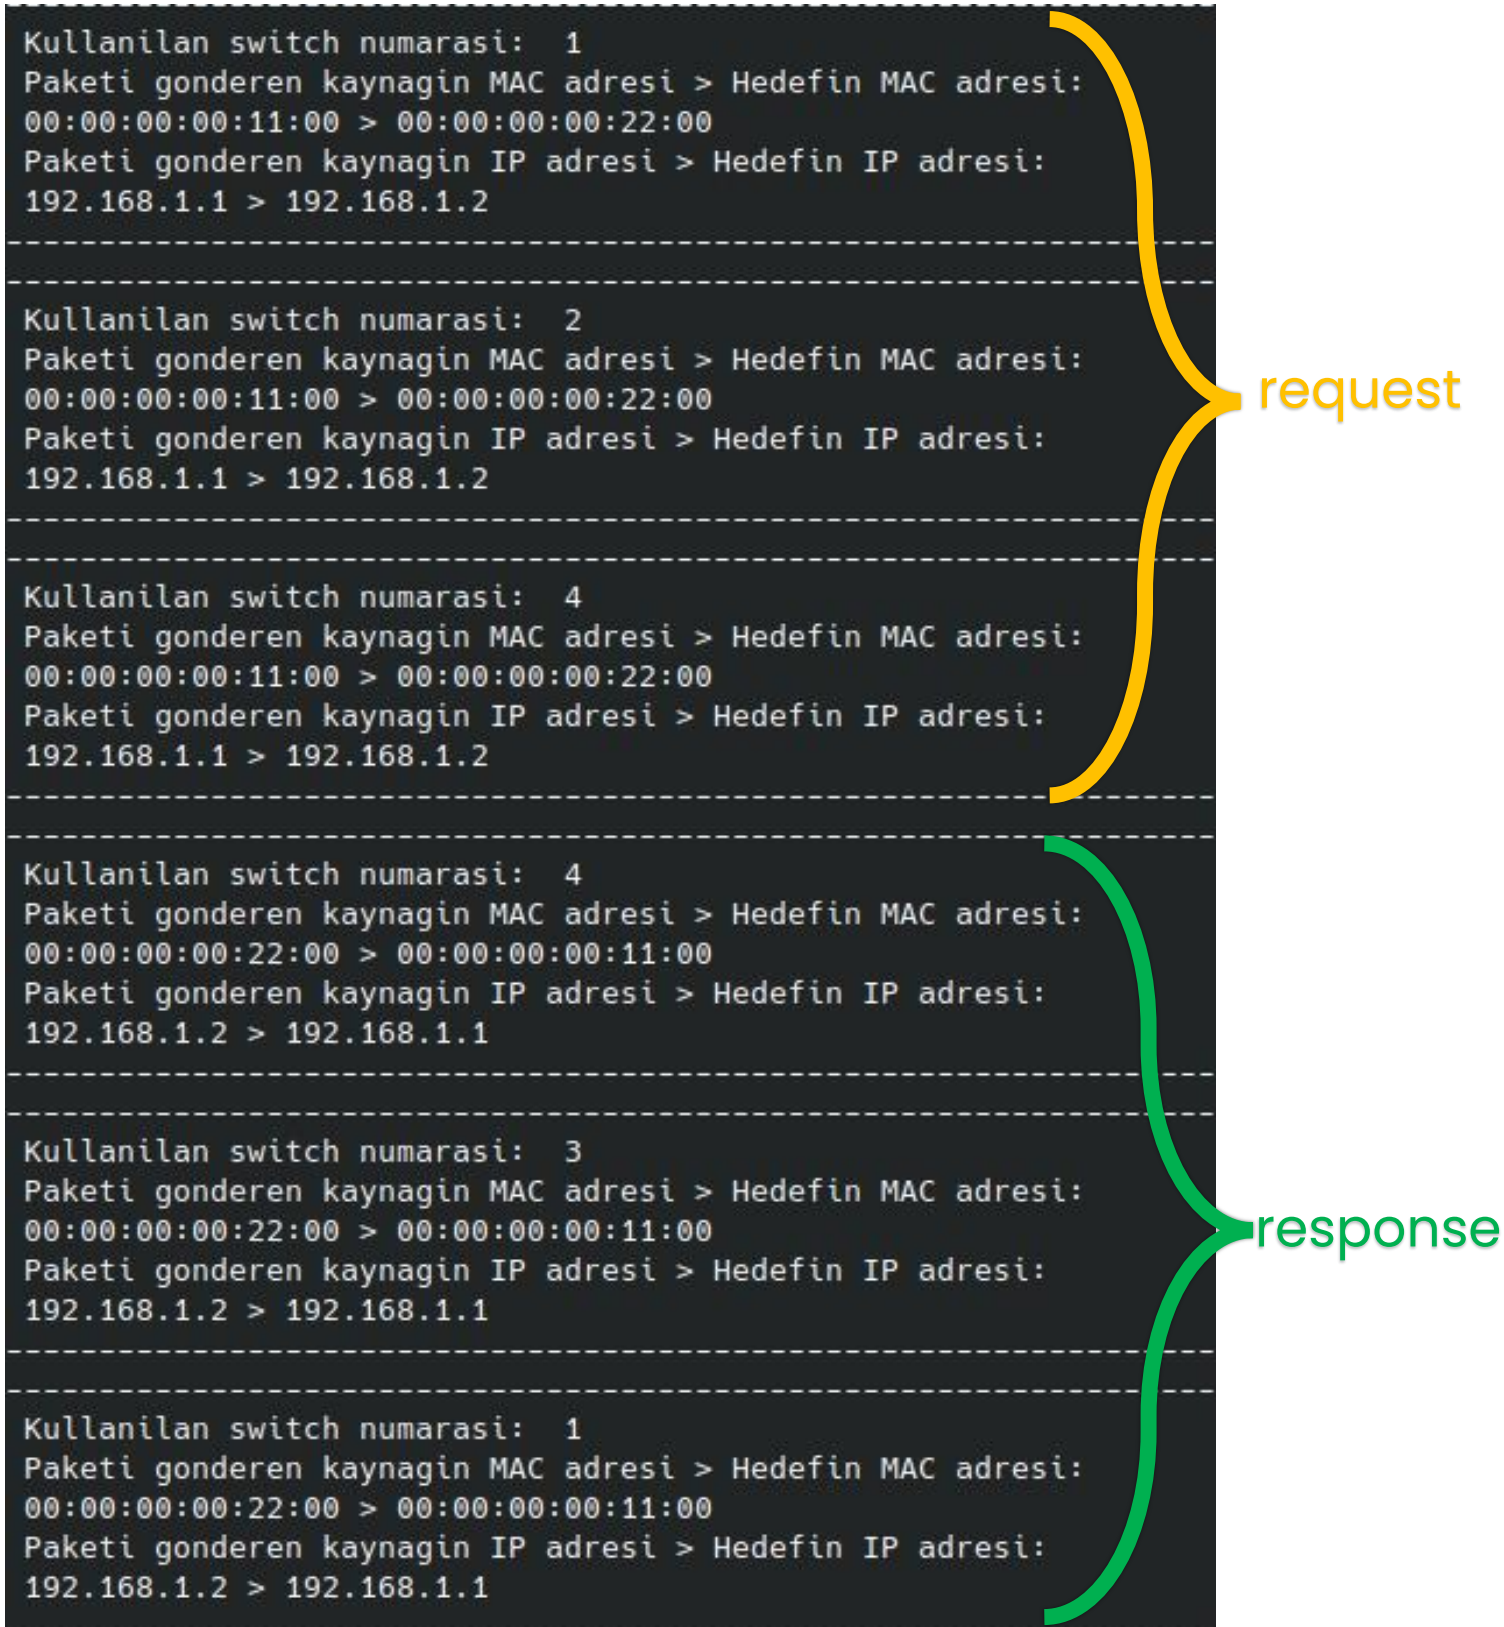 Kullanilan switch numarasi:  1
Paketi gonderen kaynagin MAC adresi > Hedefin MAC adresi:
00:00:00:00:11:00 > 00:00:00:00:22:00
Paketi gonderen kaynagin IP adresi > Hedefin IP adresi:
192.168.1.1 > 192.168.1.2
Kullanilan switch numarasi:  2
Paketi gonderen kaynagin MAC adresi > Hedefin MAC adresi:
00:00:00:00:11:00 > 00:00:00:00:22:00
Paketi gonderen kaynagin IP adresi > Hedefin IP adresi:
192.168.1.1 > 192.168.1.2
Kullanilan switch numarasi:  4
Paketi gonderen kaynagin MAC adresi > Hedefin MAC adresi:
00:00:00:00:11:00 > 00:00:00:00:22:00
Paketi gonderen kaynagin IP adresi > Hedefin IP adresi:
192.168.1.1 > 192.168.1.2
request
Kullanilan switch numarasi:  4
Paketi gonderen kaynagin MAC adresi > Hedefin MAC adresi:
00:00:00:00:22:00 > 00:00:00:00:11:00
Paketi gonderen kaynagin IP adresi > Hedefin IP adresi:
192.168.1.2 > 192.168.1.1
Kullanilan switch numarasi:  3
Paketi gonderen kaynagin MAC adresi > Hedefin MAC adresi:
00:00:00:00:22:00 > 00:00:00:00:11:00
Paketi gonderen kaynagin IP adresi > Hedefin IP adresi:
192.168.1.2 > 192.168.1.1
Kullanilan switch numarasi:  1
Paketi gonderen kaynagin MAC adresi > Hedefin MAC adresi:
00:00:00:00:22:00 > 00:00:00:00:11:00
Paketi gonderen kaynagin IP adresi > Hedefin IP adresi:
192.168.1.2 > 192.168.1.1
response